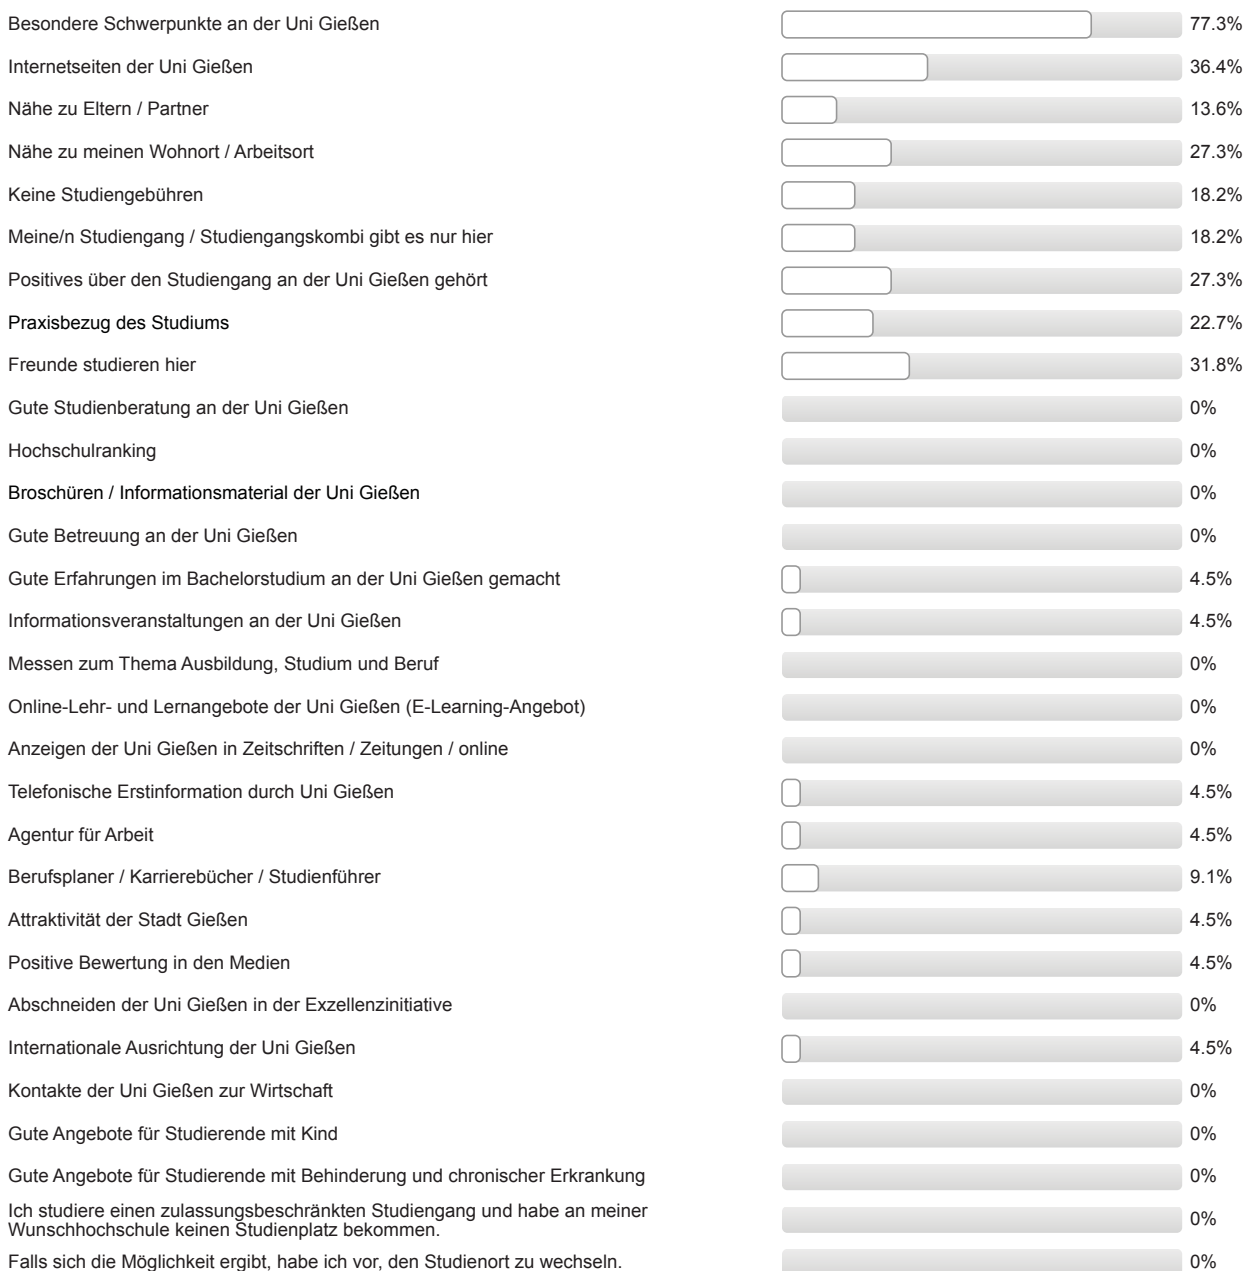 Besondere Schwerpunkte an der Uni Gießen 77.3%
Internetseiten der Uni Gießen 36.4%
Nähe zu Eltern / Partner 13.6%
Nähe zu meinen Wohnort / Arbeitsort 27.3%
Keine Studiengebühren 18.2%
Meine/n Studiengang / Studiengangskombi gibt es nur hier 18.2%
Positives über den Studiengang an der Uni Gießen gehört 27.3%
Praxisbezug des Studiums 22.7%
Freunde studieren hier 31.8%
Gute Studienberatung an der Uni Gießen 0%
Hochschulranking 0%
Broschüren / Informationsmaterial der Uni Gießen 0%
Gute Betreuung an der Uni Gießen 0%
Gute Erfahrungen im Bachelorstudium an der Uni Gießen gemacht 4.5%
Informationsveranstaltungen an der Uni Gießen 4.5%
Messen zum Thema Ausbildung, Studium und Beruf 0%
Online-Lehr- und Lernangebote der Uni Gießen (E-Learning-Angebot) 0%
Anzeigen der Uni Gießen in Zeitschriften / Zeitungen / online 0%
Telefonische Erstinformation durch Uni Gießen 4.5%
Agentur für Arbeit 4.5%
Berufsplaner / Karrierebücher / Studienführer 9.1%
Attraktivität der Stadt Gießen 4.5%
Positive Bewertung in den Medien 4.5%
Abschneiden der Uni Gießen in der Exzellenzinitiative 0%
Internationale Ausrichtung der Uni Gießen 4.5%
Kontakte der Uni Gießen zur Wirtschaft 0%
Gute Angebote für Studierende mit Kind 0%
Gute Angebote für Studierende mit Behinderung und chronischer Erkrankung 0%
Ich studiere einen zulassungsbeschränkten Studiengang und habe an meiner
Wunschhochschule keinen Studienplatz bekommen. 0%
Falls sich die Möglichkeit ergibt, habe ich vor, den Studienort zu wechseln. 0%